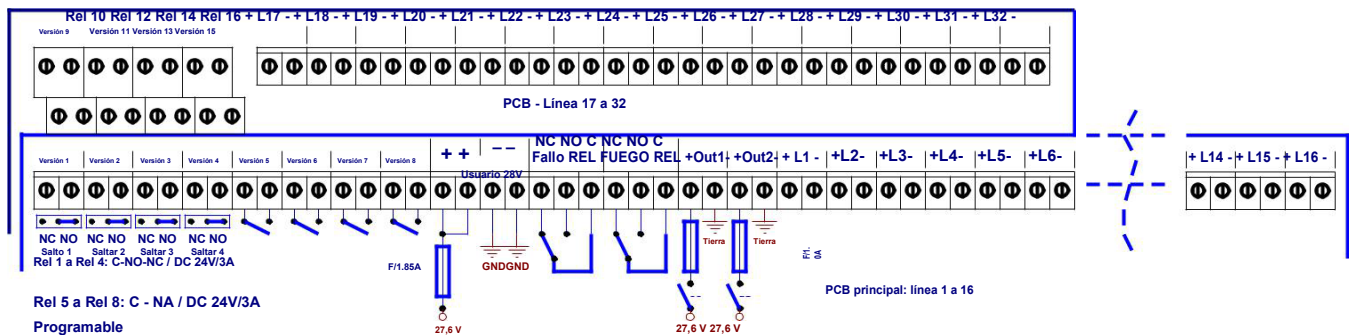 Rel 10 Rel 12 Rel 14 Rel 16 + L17 - + L18 - + L19 - + L20 - + L21 - + L22 - + L23 - + L24 - + L25 - + L26 - + L27 - + L28 - + L29 - + L30 - + L31 - + L32 -
Versión 9 Versión 11 Versión 13 Versión 15
PCB - Línea 17 a 32
NC NO C NC NO C
Versión 1 Versión 2 Versión 3 Versión 4 Versión 5 Versión 6 Versión 7 Versión 8 + + – – Fallo REL FUEGO REL +Out1- +Out2- + L1 - +L2- +L3- +L4- +L5- +L6- + L14 - + L15 - + L16 -
Usuario 28V
NC NO NC NO NC NO NC NO
Salto 1 Saltar 2 Saltar 3 Saltar 4
Tierra Tierra
Rel 1 a Rel 4: C-NO-NC / DC 24V/3A
F/1.85A
GNDGND
F/1.
0A
PCB principal: línea 1 a 16
Rel 5 a Rel 8: C - NA / DC 24V/3A
Programable
27,6 V 27,6 V 27,6 V